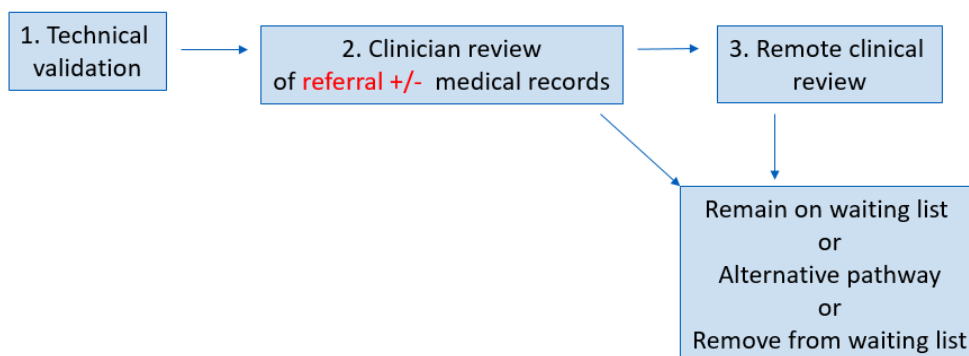 1. Technical
validation
2. Clinician review
of referral +/- medical records
3. Remote clinical
review
Remain on waiting list
or
Alternative pathway
or
Remove from waiting list